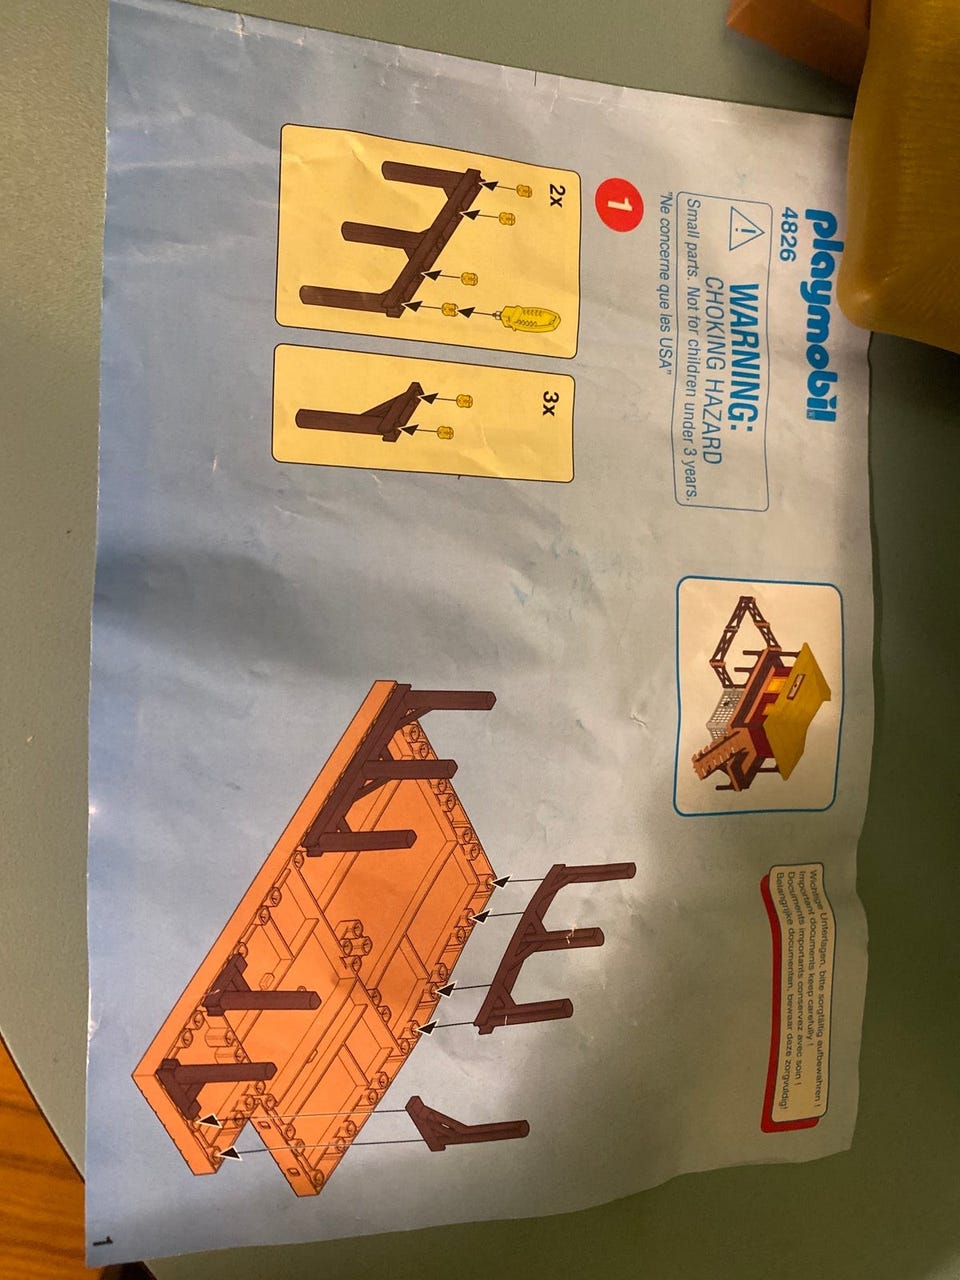 playmobil
4826
WARNING:
CHOKING HAZARD
Small parts. Not for children under 3 years.
"Ne concerne que les USA"
Wichtige Unterlagen, bitte sorgfältig aufbewahren !
Important documents keep carefully !
Documents importants conservez avec soin !
Belangrijke documenten, bewaar deze zorgvuldig!
1
2x
3x
1